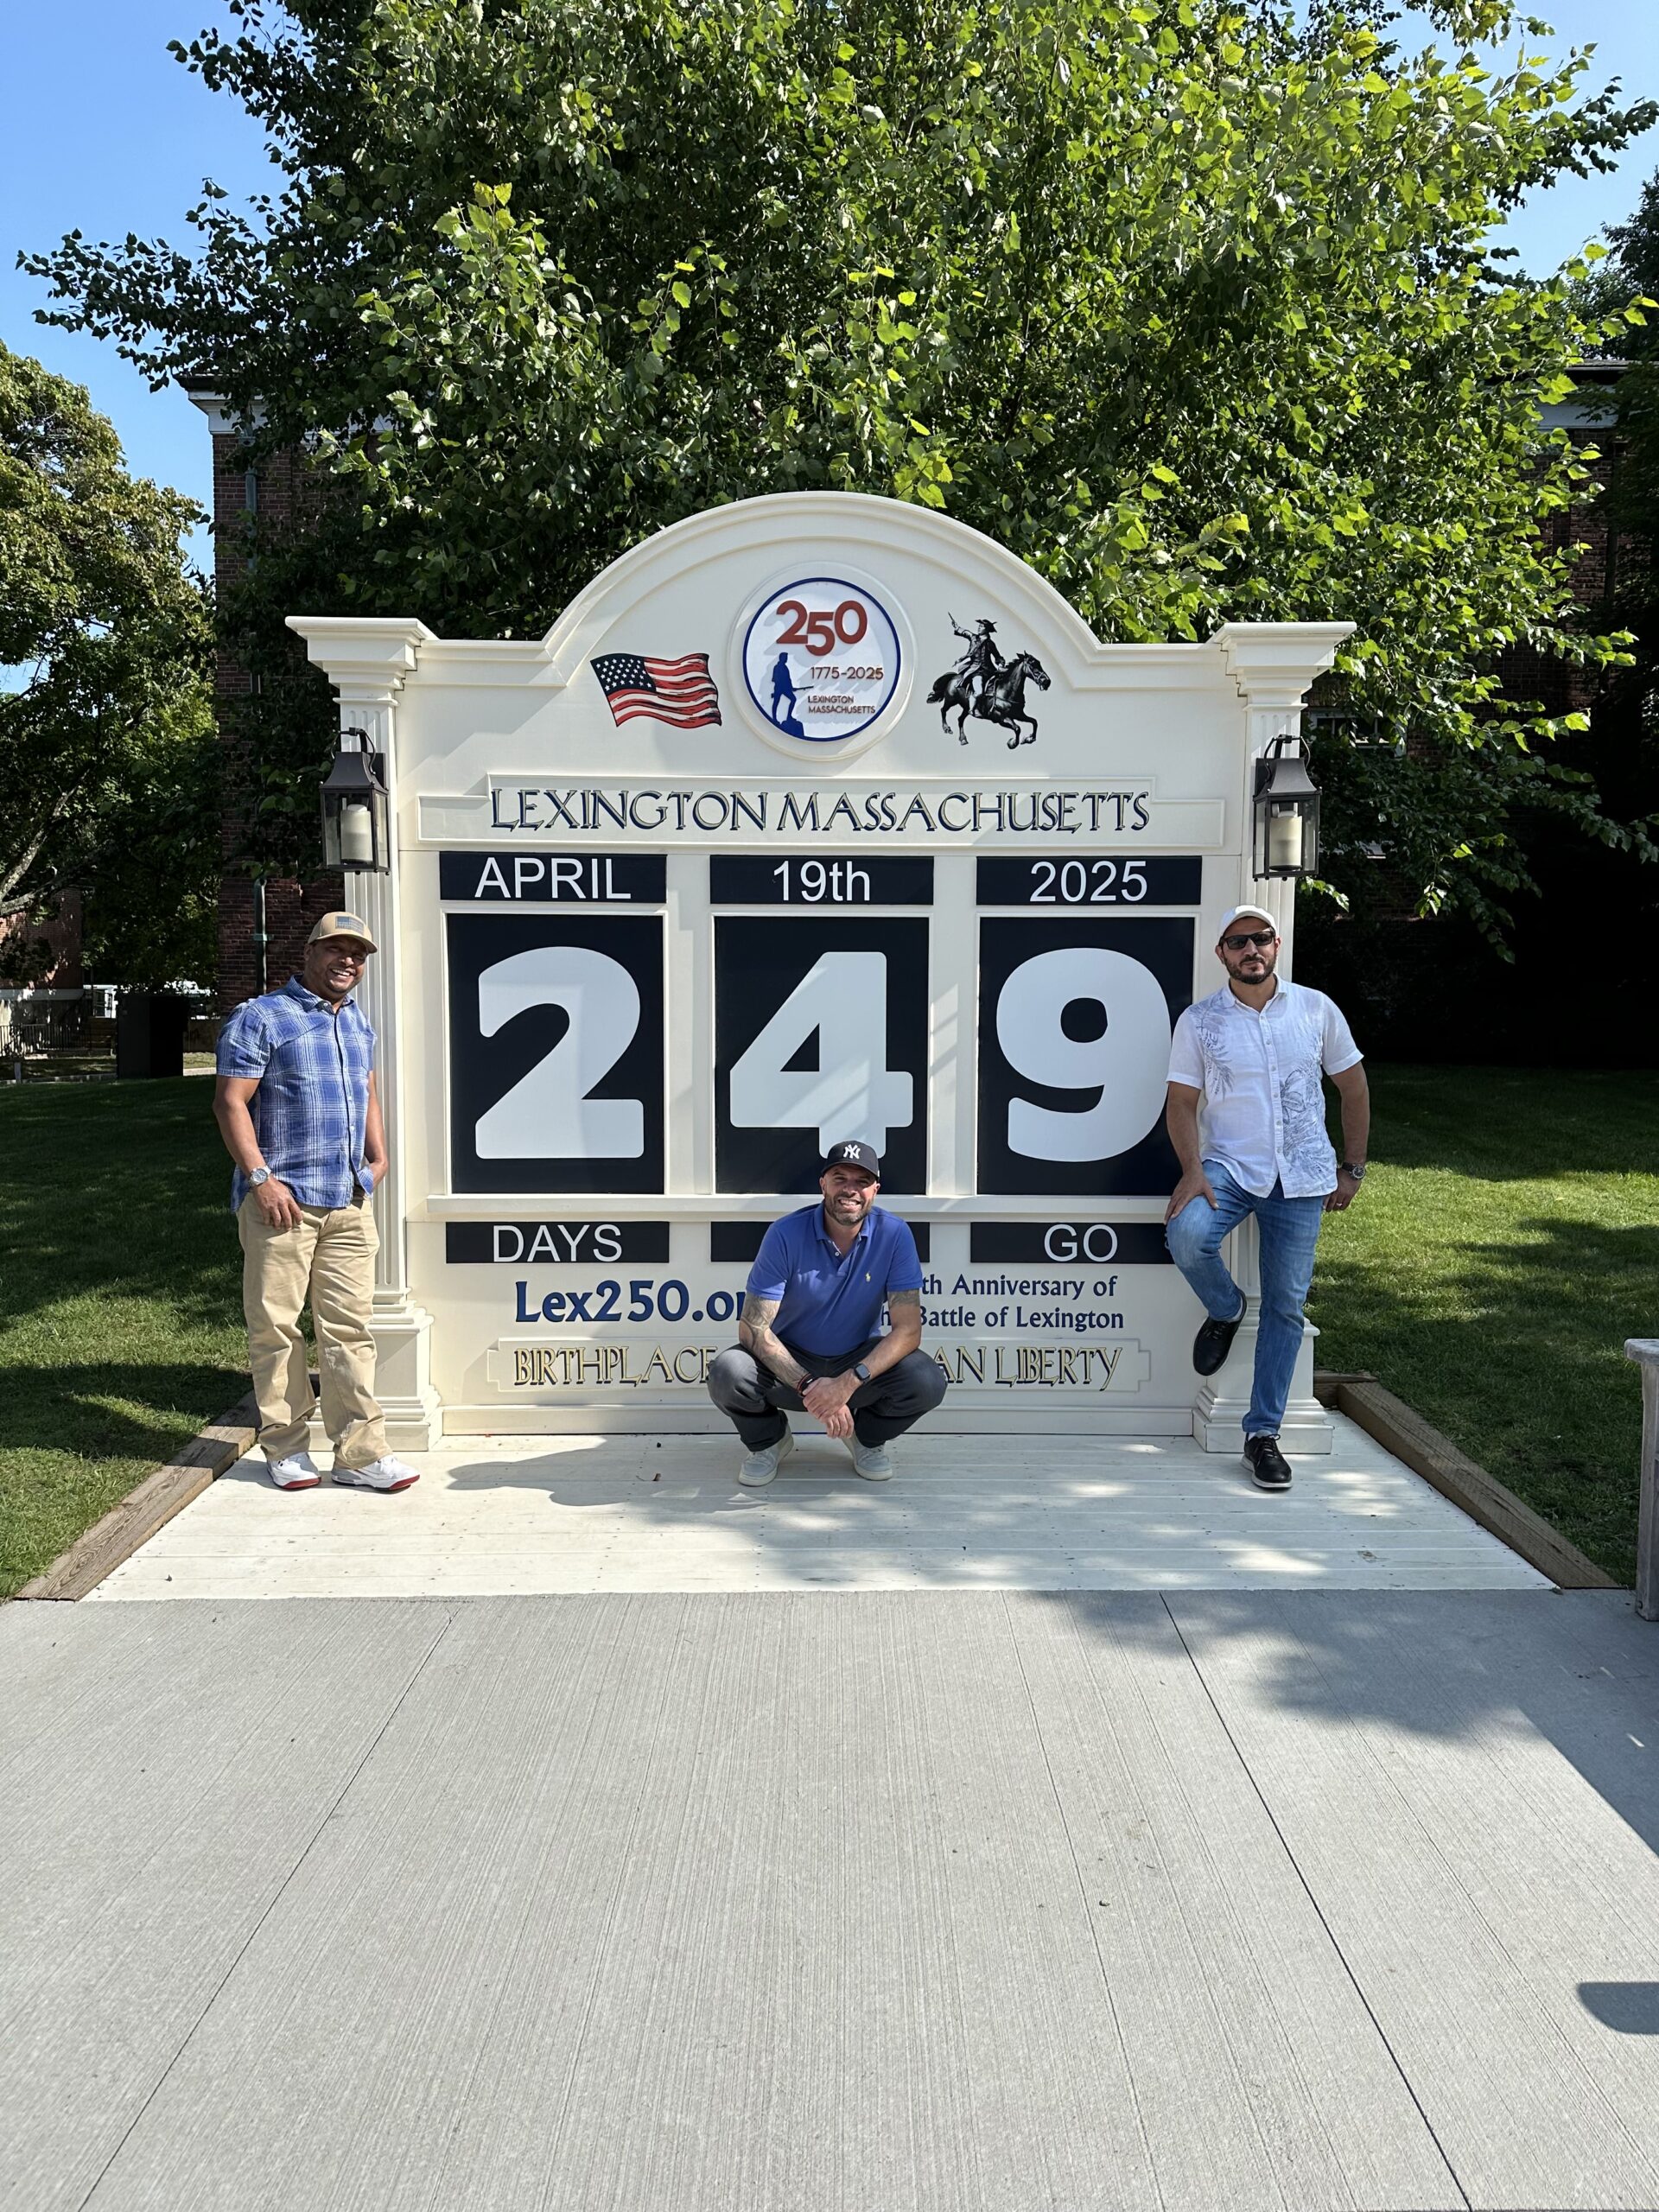 250
1775-2025
LEXINGTON
MASSACHUSETTS
LEXINGTON MASSACHUSETTS
APRIL 19th 2025
249
DAYS GO
Lex250.or
th Anniversary of
Battle of Lexington
BIRTHPLACE AN LIBERTY
NY